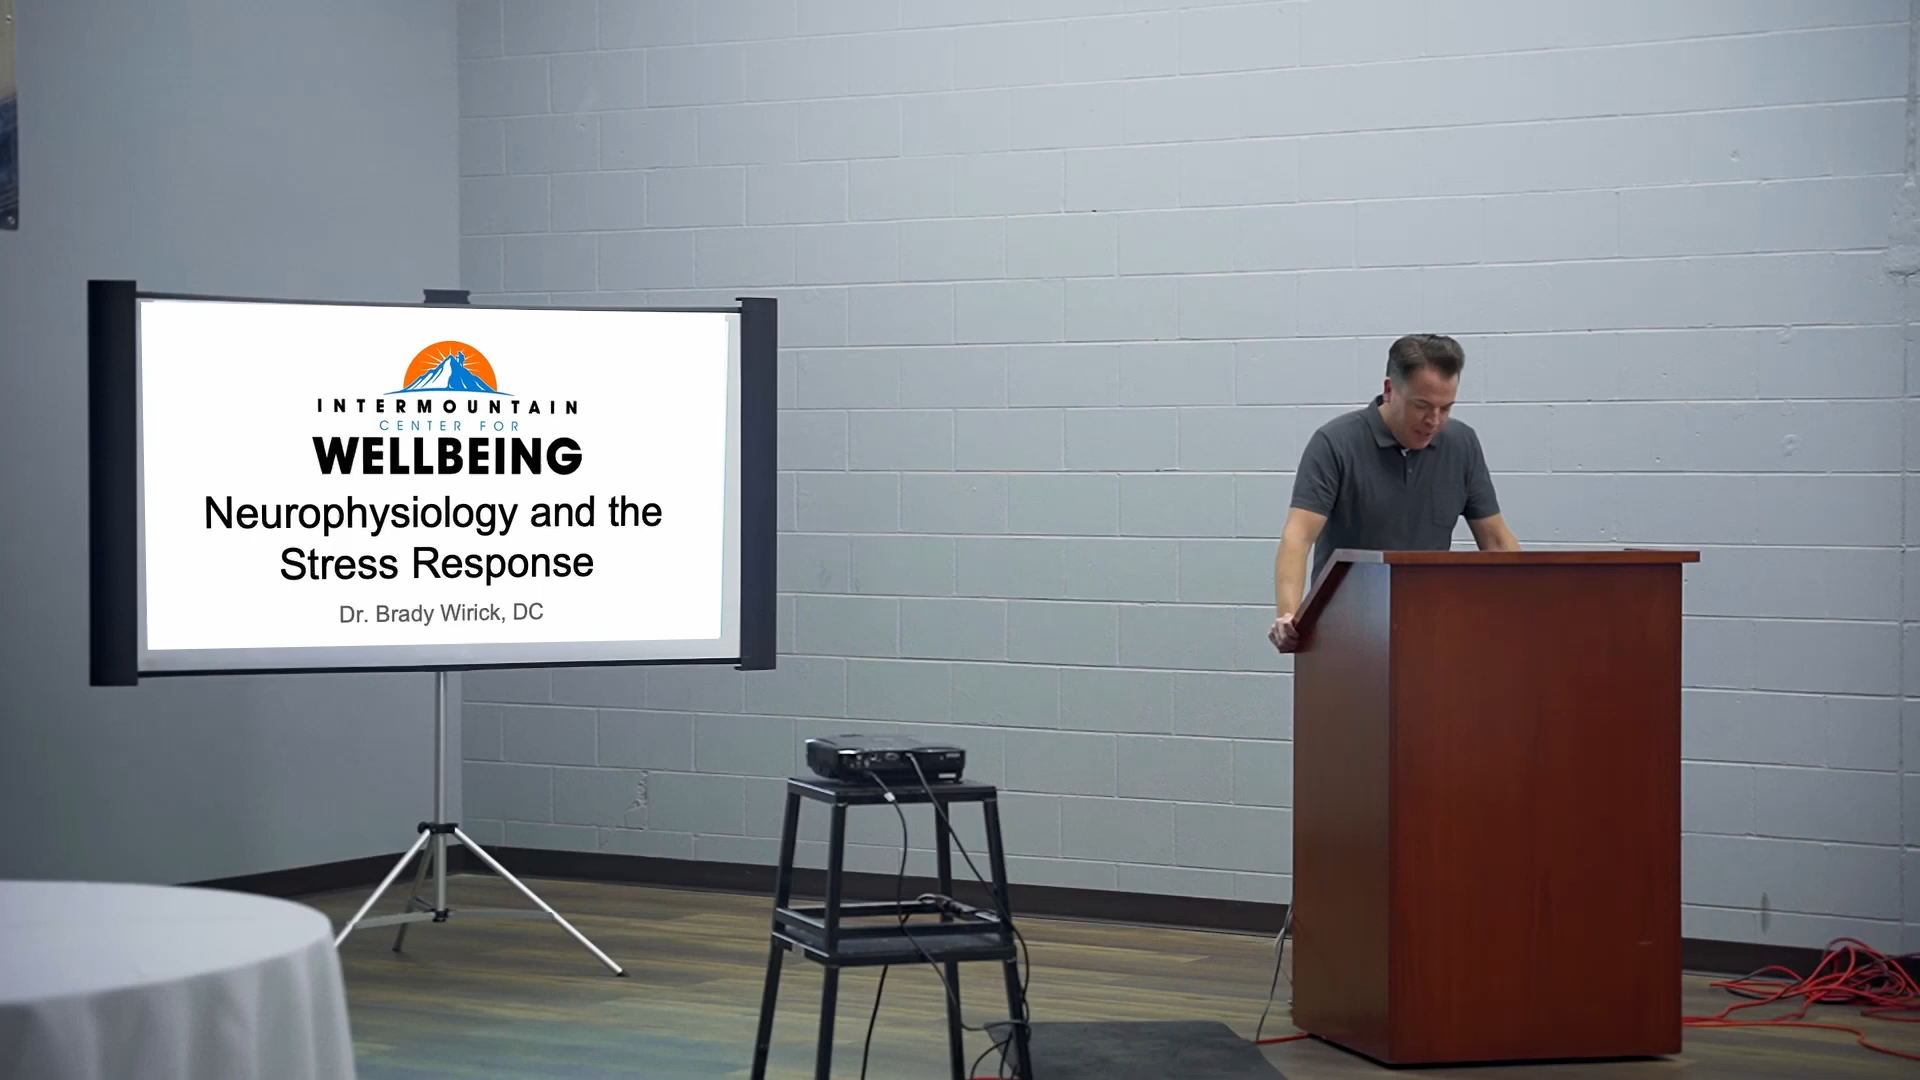 INTERMOUNTAIN
CENTER FOR
WELLBEING
Neurophysiology and the
Stress Response
Dr. Brady Wirick, DC